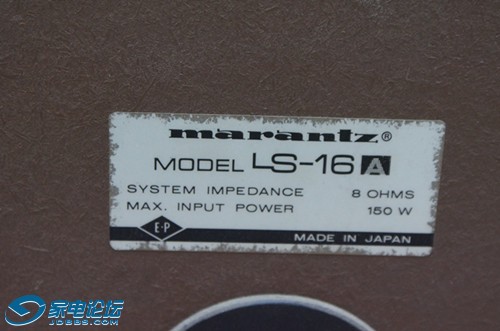 marantz®
MODEL LS-16A
SYSTEM IMPEDANCE 8 OHMS
MAX. INPUT POWER 150 W
E·P
MADE IN JAPAN
家电论坛
JDBBS.COM